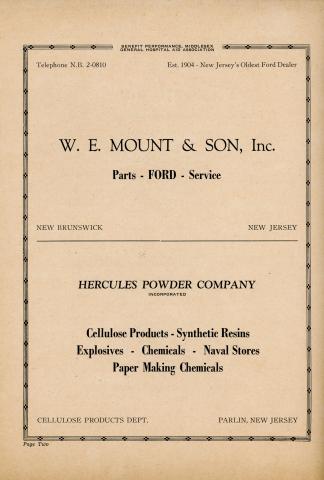 BENEFIT PERFORMANCE, MIDDLESEX
GENERAL HOSPITAL AID ASSOCIATION
Telephone N.B. 2-0810 Est. 1904 - New Jersey's Oldest Ford Dealer
W. E. MOUNT & SON, Inc.
Parts - FORD - Service
NEW BRUNSWICK NEW JERSEY
HERCULES POWDER COMPANY
INCORPORATED
Cellulose Products - Synthetic Resins
Explosives - Chemicals - Naval Stores
Paper Making Chemicals
CELLULOSE PRODUCTS DEPT. PARLIN, NEW JERSEY
Page Two